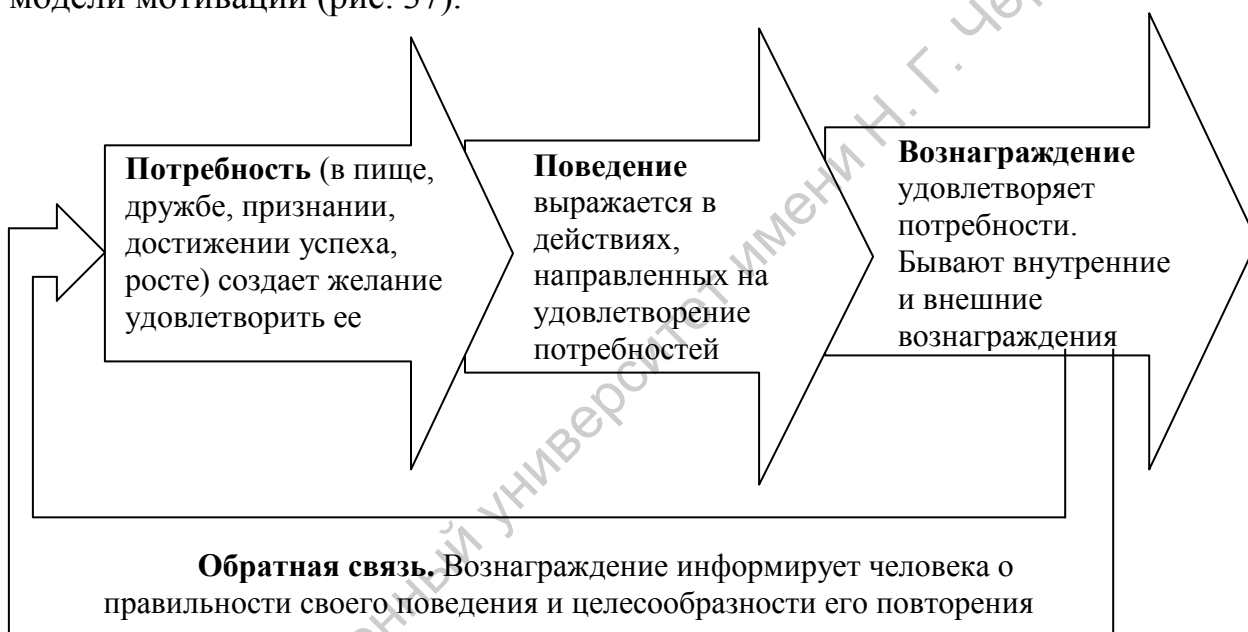 модели мотивации (рис. 37).
Потребность (в пище,
дружбе, признании,
достижении успеха,
росте) создает желание
удовлетворить ее
Поведение
выражается в
действиях,
направленных на
удовлетворение
потребностей
Вознаграждение
удовлетворяет
потребности.
Бывают внутренние
и внешние
вознаграждения
Обратная связь. Вознаграждение информирует человека о
правильности своего поведения и целесообразности его повторения
университет имени Н. Г.